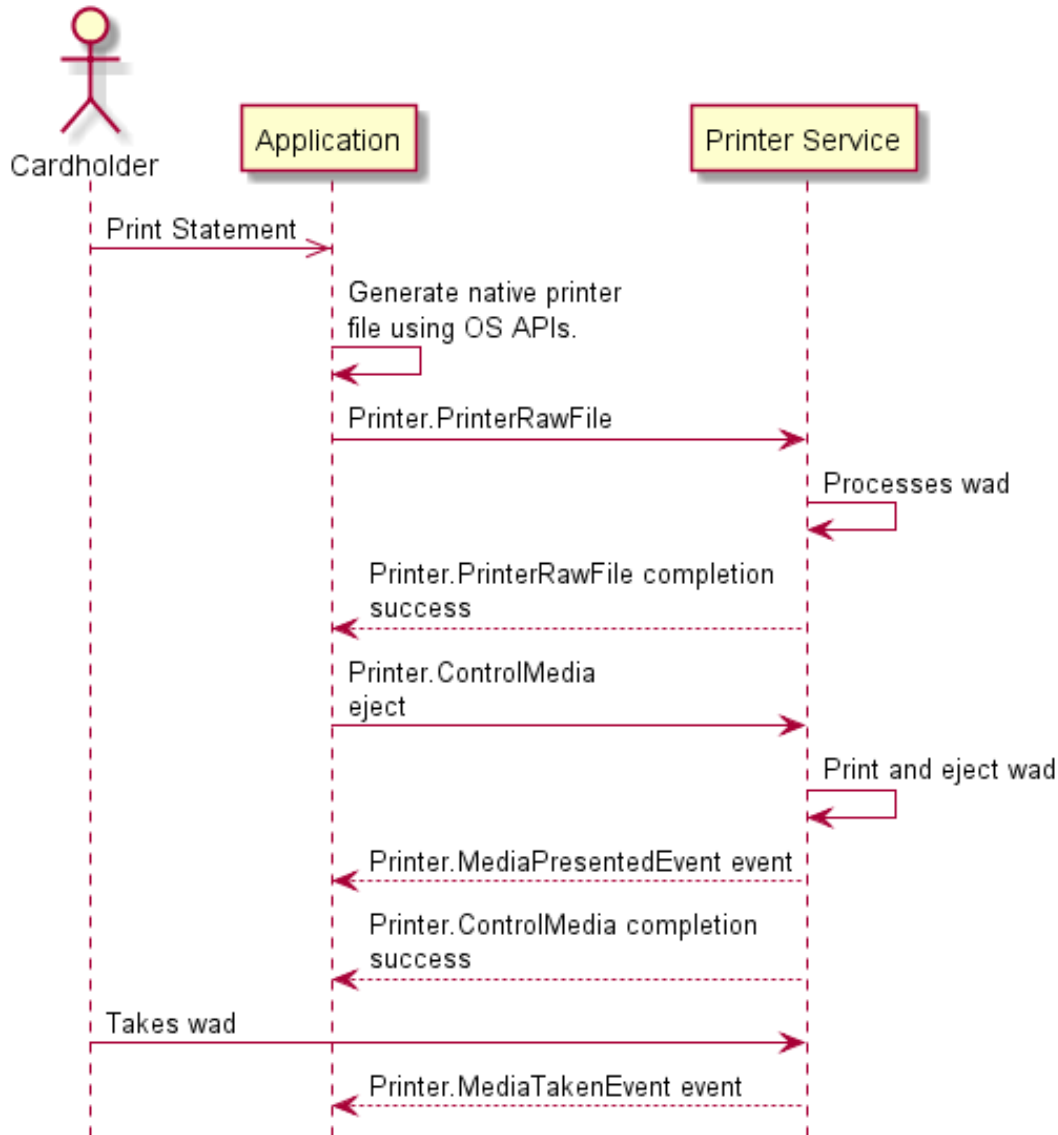 Cardholder
Application
Printer Service
Print Statement
Generate native printer
file using OS APIs.
Printer.PrinterRawFile
Processes wad
Printer.PrinterRawFile completion
success
Printer.ControlMedia
eject
Print and eject wad
Printer.MediaPresentedEvent event
Printer.ControlMedia completion
success
Takes wad
Printer.MediaTakenEvent event